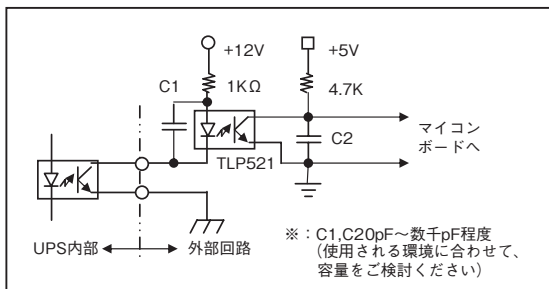 +12V
+5V
C1
1KΩ
4.7K
C2
TLP521
マイコン
ボードへ
UPS内部
外部回路
※：C1,C20pF～数千pF程度
(使用される環境に合わせて、
容量をご検討ください)